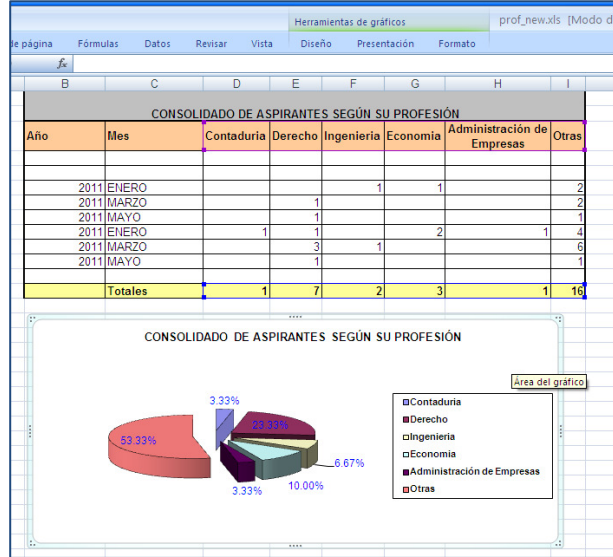 Herramientas de gráficos prof_new.xls [Modo d
de página Fórmulas Datos Revisar Vista Diseño Presentación Formato
fx
B C D E F G H I
CONSOLIDADO DE ASPIRANTES SEGÚN SU PROFESIÓN
Año Mes Contaduria Derecho Ingenieria Economia Administración de Empresas Otras
2011 ENERO 1 1 2
2011 MARZO 1 2
2011 MAYO 1 1
2011 ENERO 1 1 2 1 4
2011 MARZO 3 1 6
2011 MAYO 1 1
Totales 1 7 2 3 1 16
CONSOLIDADO DE ASPIRANTES SEGÚN SU PROFESIÓN
Área del gráfico
3.33%
23.33%
53.33%
6.67%
10.00%
3.33%
Contaduria
Derecho
Ingenieria
Economia
Administración de Empresas
Otras